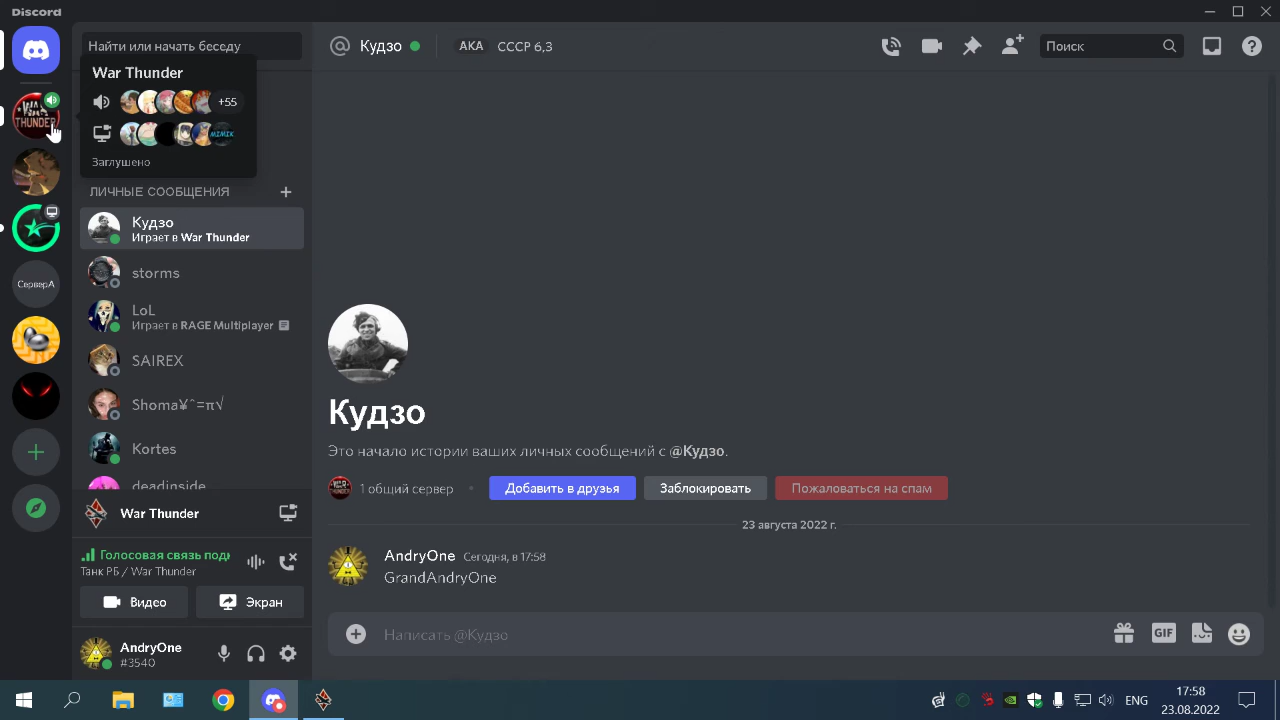 Discord
Найти или начать беседу
Кудзо
AKA
СССР 6,3
Поиск
War Thunder
+55
MIMIK
Заглушено
WAR
THUNDER
СерверА
ЛИЧНЫЕ СООБЩЕНИЯ
Кудзо
Играет в War Thunder
storms
LoL
Играет в RAGE Multiplayer
SAIREX
Shoma¥ˆ=π√
Kortes
deadinside
War Thunder
Голосовая связь подк
Танк РБ / War Thunder
Видео
Экран
AndryOne
#3540
Кудзо
Это начало истории ваших личных сообщений с @Кудзо.
1 общий сервер
Добавить в друзья
Заблокировать
Пожаловаться на спам
23 августа 2022 г.
AndryOne Сегодня, в 17:58
GrandAndryOne
Написать @Кудзо
GIF
ENG
17:58
23.08.2022